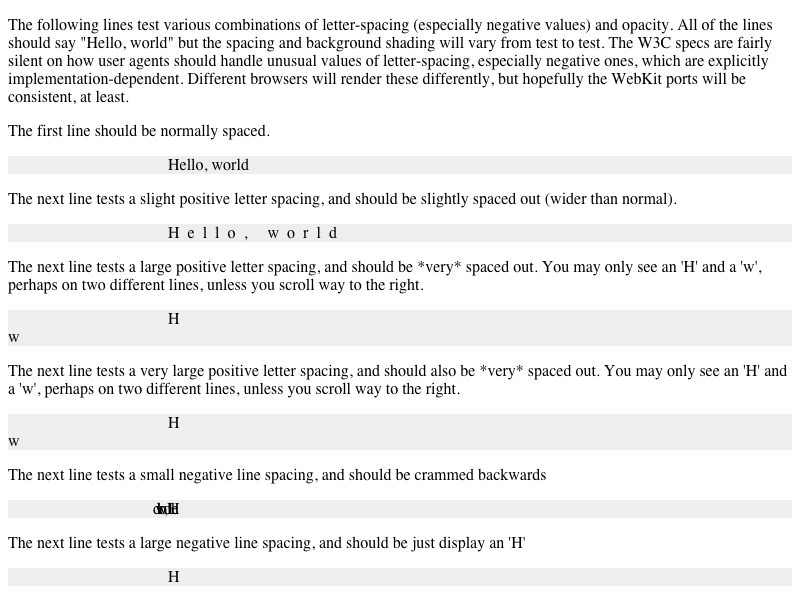 The following lines test various combinations of letter-spacing (especially negative values) and opacity. All of the lines
should say "Hello, world" but the spacing and background shading will vary from test to test. The W3C specs are fairly
silent on how user agents should handle unusual values of letter-spacing, especially negative ones, which are explicitly
implementation-dependent. Different browsers will render these differently, but hopefully the WebKit ports will be
consistent, at least.
The first line should be normally spaced.
Hello, world
The next line tests a slight positive letter spacing, and should be slightly spaced out (wider than normal).
H e l l o ,  w o r l d
The next line tests a large positive letter spacing, and should be *very* spaced out. You may only see an 'H' and a 'w',
perhaps on two different lines, unless you scroll way to the right.
H
w
The next line tests a very large positive letter spacing, and should also be *very* spaced out. You may only see an 'H' and
a 'w', perhaps on two different lines, unless you scroll way to the right.
H
w
The next line tests a small negative line spacing, and should be crammed backwards
The next line tests a large negative line spacing, and should be just display an 'H'
H